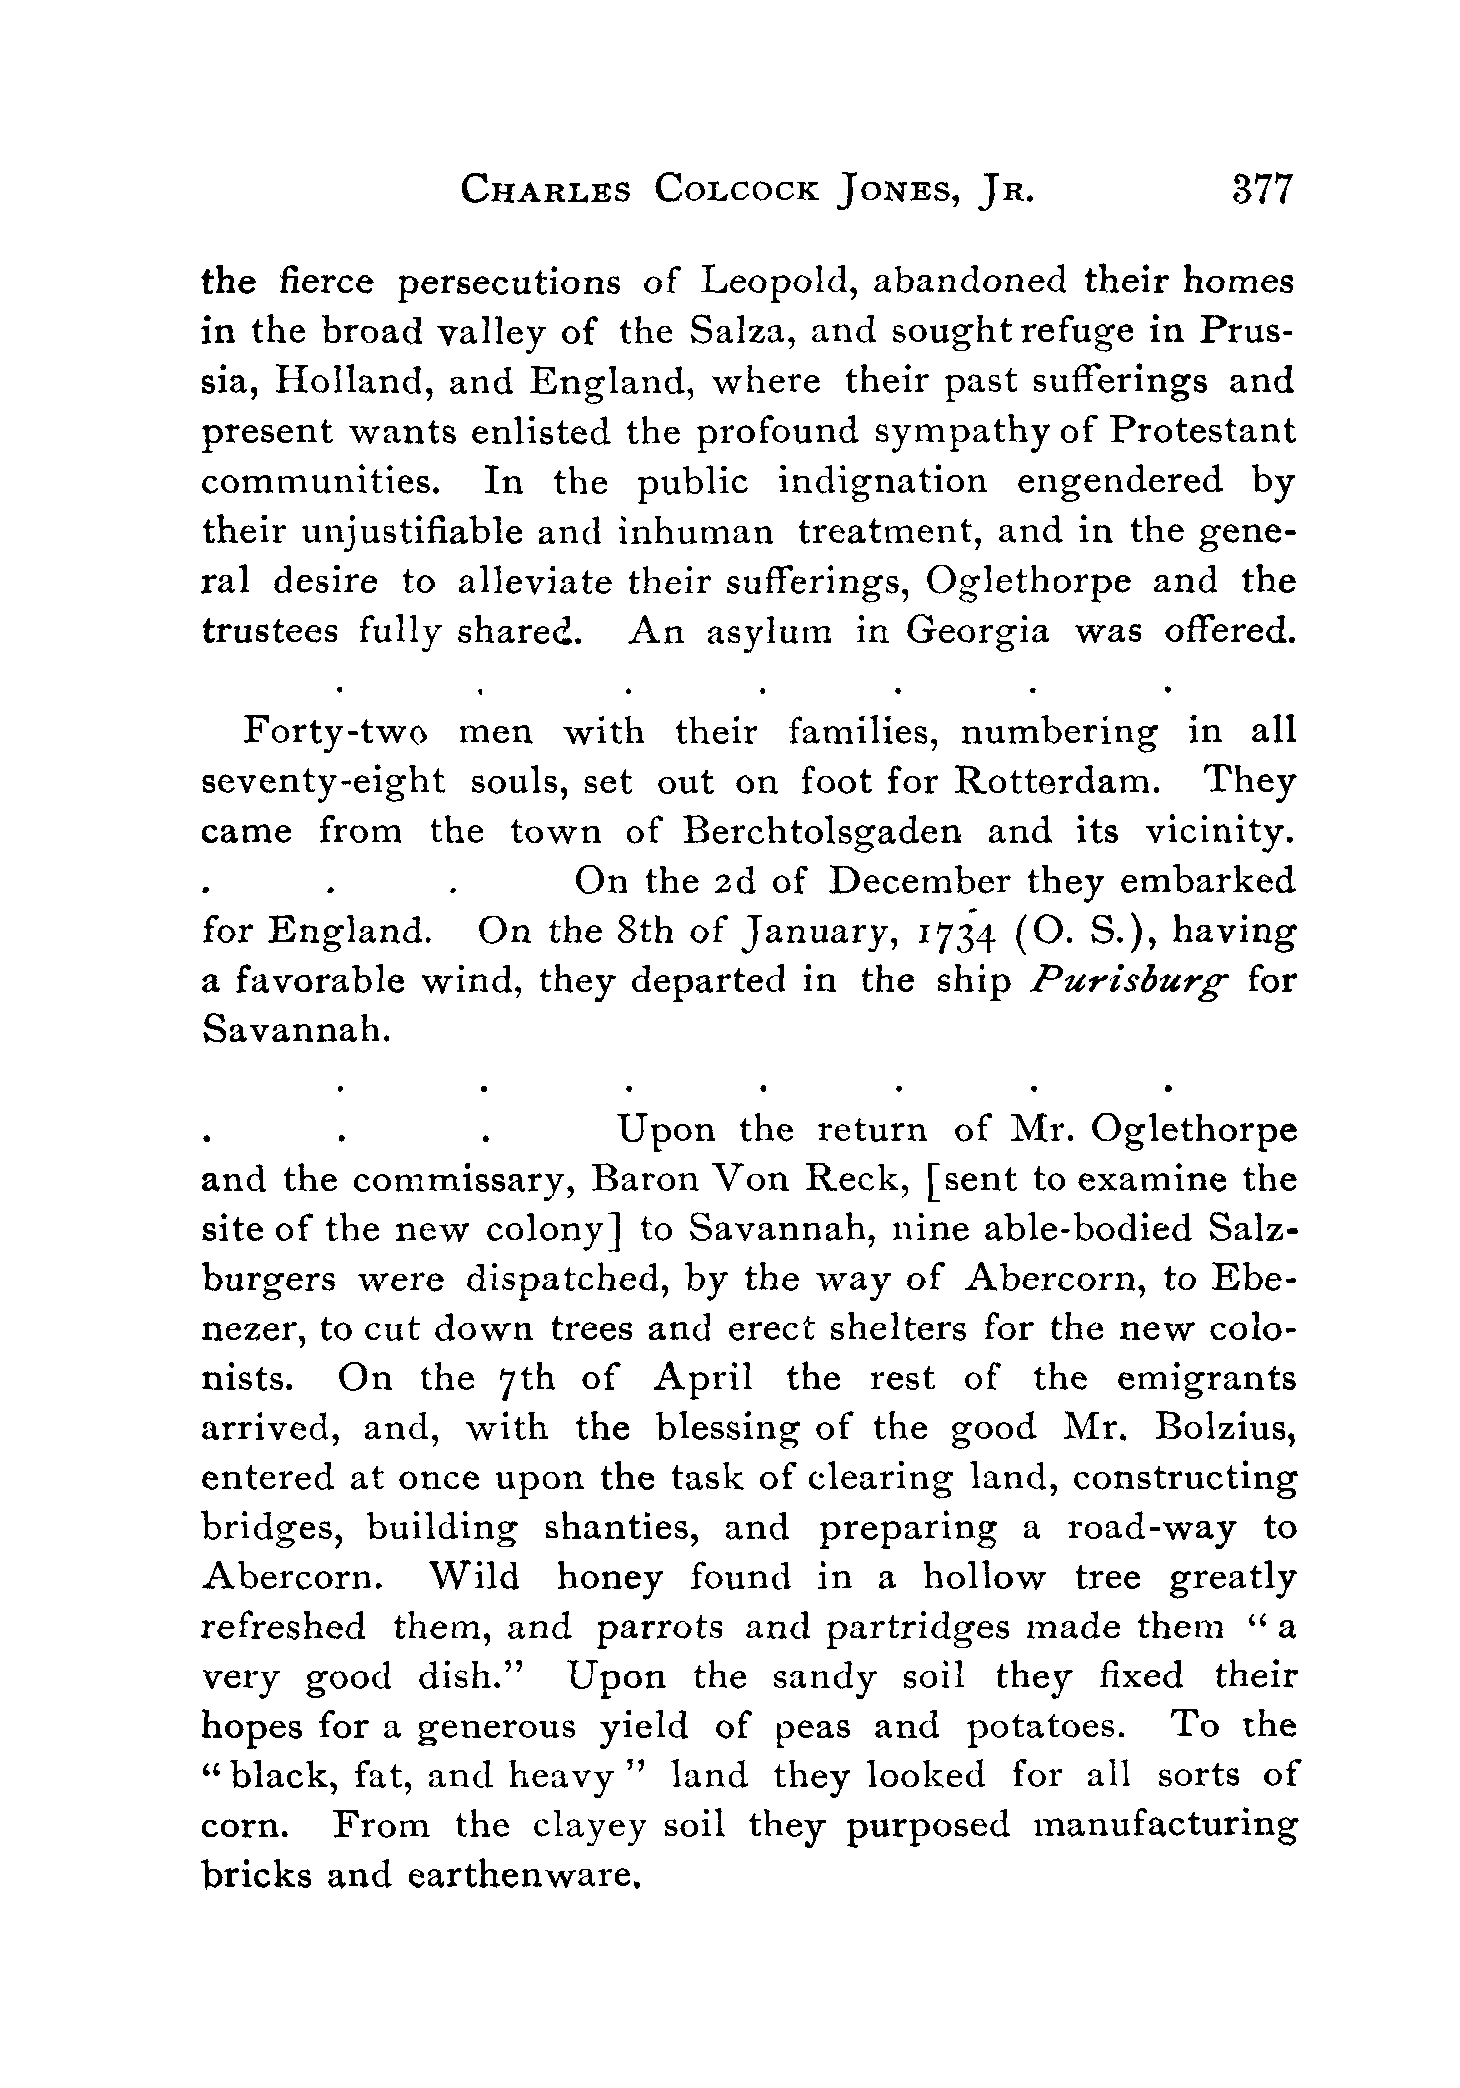 CHARLES COLCOCK JONES, JR. 377
the fierce persecutions of Leopold, abandoned their homes
in the broad valley of the Salza, and sought refuge in Prus-
sia, Holland, and England, where their past sufferings and
present wants enlisted the profound sympathy of Protestant
communities. In the public indignation engendered by
their unjustifiable and inhuman treatment, and in the gene-
ral desire to alleviate their sufferings, Oglethorpe and the
trustees fully shared. An asylum in Georgia was offered.
. . . . . . .
Forty-two men with their families, numbering in all
seventy-eight souls, set out on foot for Rotterdam. They
came from the town of Berchtolsgaden and its vicinity.
. . . On the 2d of December they embarked
for England. On the 8th of January, 1734 (O. S.), having
a favorable wind, they departed in the ship Purisburg for
Savannah.
. . . . . . .
. . . Upon the return of Mr. Oglethorpe
and the commissary, Baron Von Reck, [sent to examine the
site of the new colony] to Savannah, nine able-bodied Salz-
burgers were dispatched, by the way of Abercorn, to Ebe-
nezer, to cut down trees and erect shelters for the new colo-
nists. On the 7th of April the rest of the emigrants
arrived, and, with the blessing of the good Mr. Bolzius,
entered at once upon the task of clearing land, constructing
bridges, building shanties, and preparing a road-way to
Abercorn. Wild honey found in a hollow tree greatly
refreshed them, and parrots and partridges made them " a
very good dish." Upon the sandy soil they fixed their
hopes for a generous yield of peas and potatoes. To the
" black, fat, and heavy " land they looked for all sorts of
corn. From the clayey soil they purposed manufacturing
bricks and earthenware.